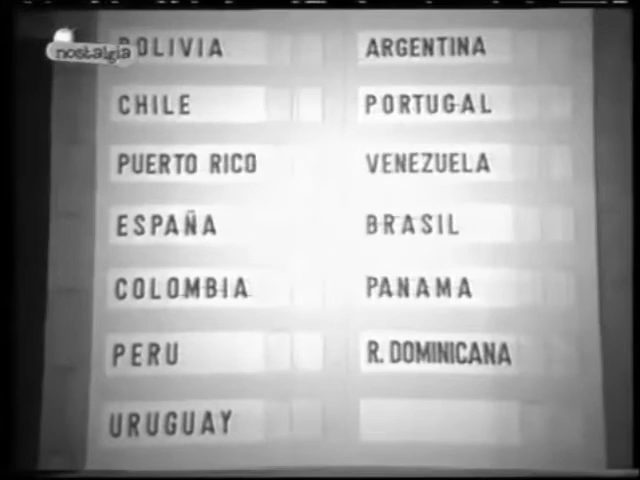 nostalgia
BOLIVIA
CHILE
PUERTO RICO
ESPAÑA
COLOMBIA
PERU
URUGUAY
ARGENTINA
PORTUGAL
VENEZUELA
BRASIL
PANAMA
R. DOMINICANA